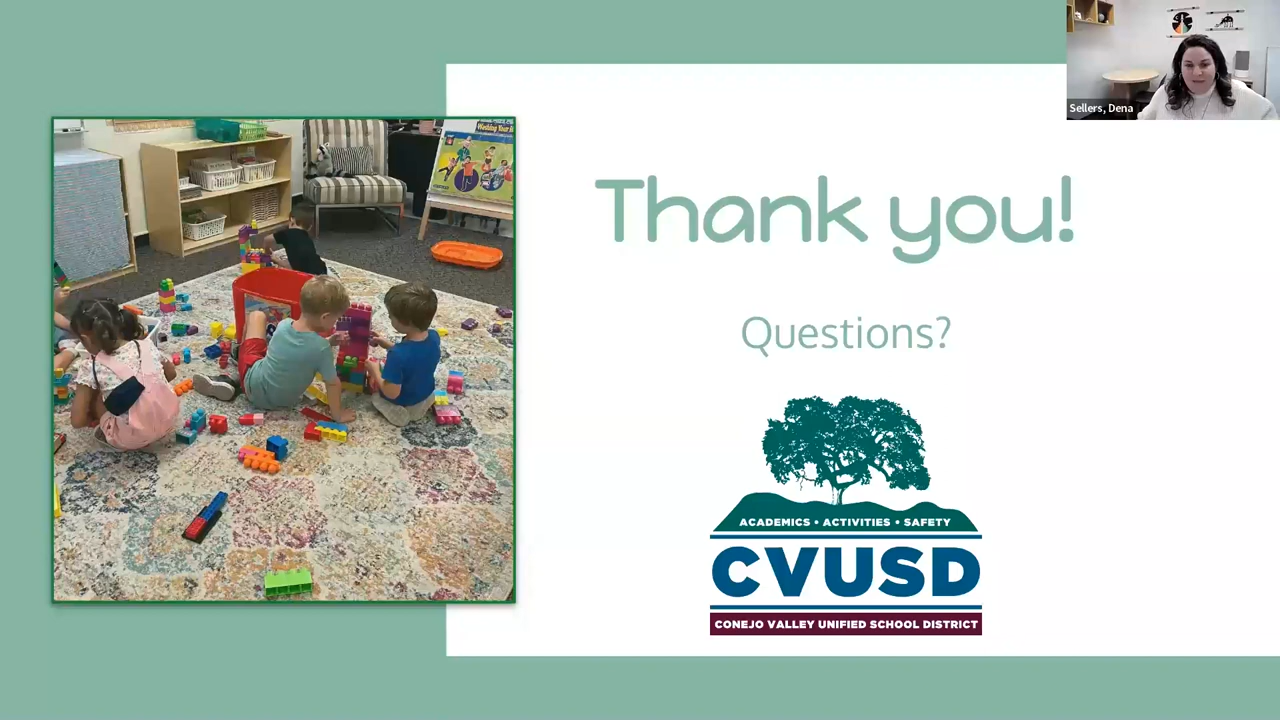 Sellers, Dena
Thank you!
Questions?
ACADEMICS • ACTIVITIES • SAFETY
CVUSD
CONEJO VALLEY UNIFIED SCHOOL DISTRICT